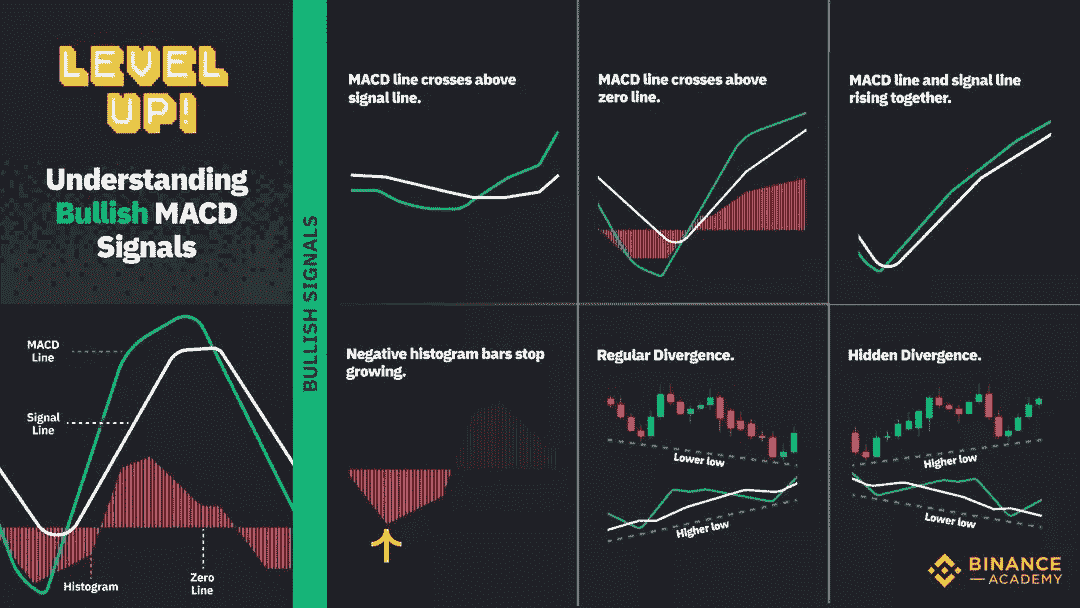 LEVEL
UP!
Understanding
Bullish MACD
Signals
MACD
Line
Signal
Line
Histogram
Zero
Line
BULLISH SIGNALS
MACD line crosses above
signal line.
MACD line crosses above
zero line.
MACD line and signal line
rising together.
Negative histogram bars stop
growing.
Regular Divergence.
Lower low
Higher low
Hidden Divergence.
Higher low
Lower low
BINANCE
ACADEMY